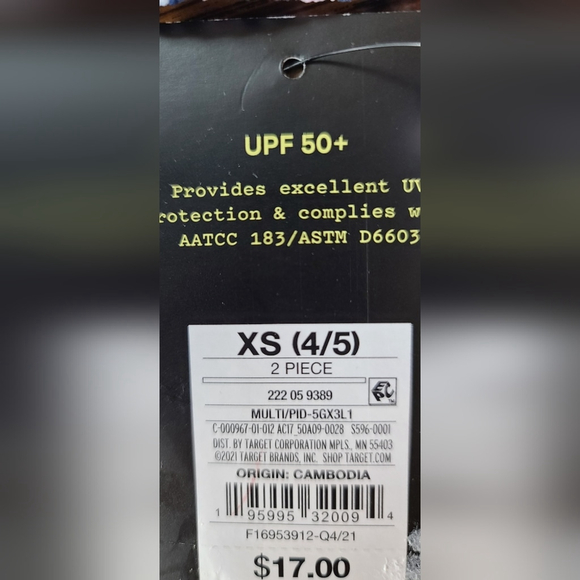 UPF 50+
Provides excellent UV
rotection & complies w
AATCC 183/ASTM D6603
XS (4/5)
2 PIECE
222 05 9389
EPC
MULTI/PID-5GX3L1
C-000967-01-012 AC17_50A09-0028 S596-0001
DIST. BY TARGET CORPORATION MPLS., MN 55403
©2021 TARGET BRANDS, INC. SHOP TARGET.COM
ORIGIN: CAMBODIA
1 95995 32009 4
F16953912-Q4/21
$17.00